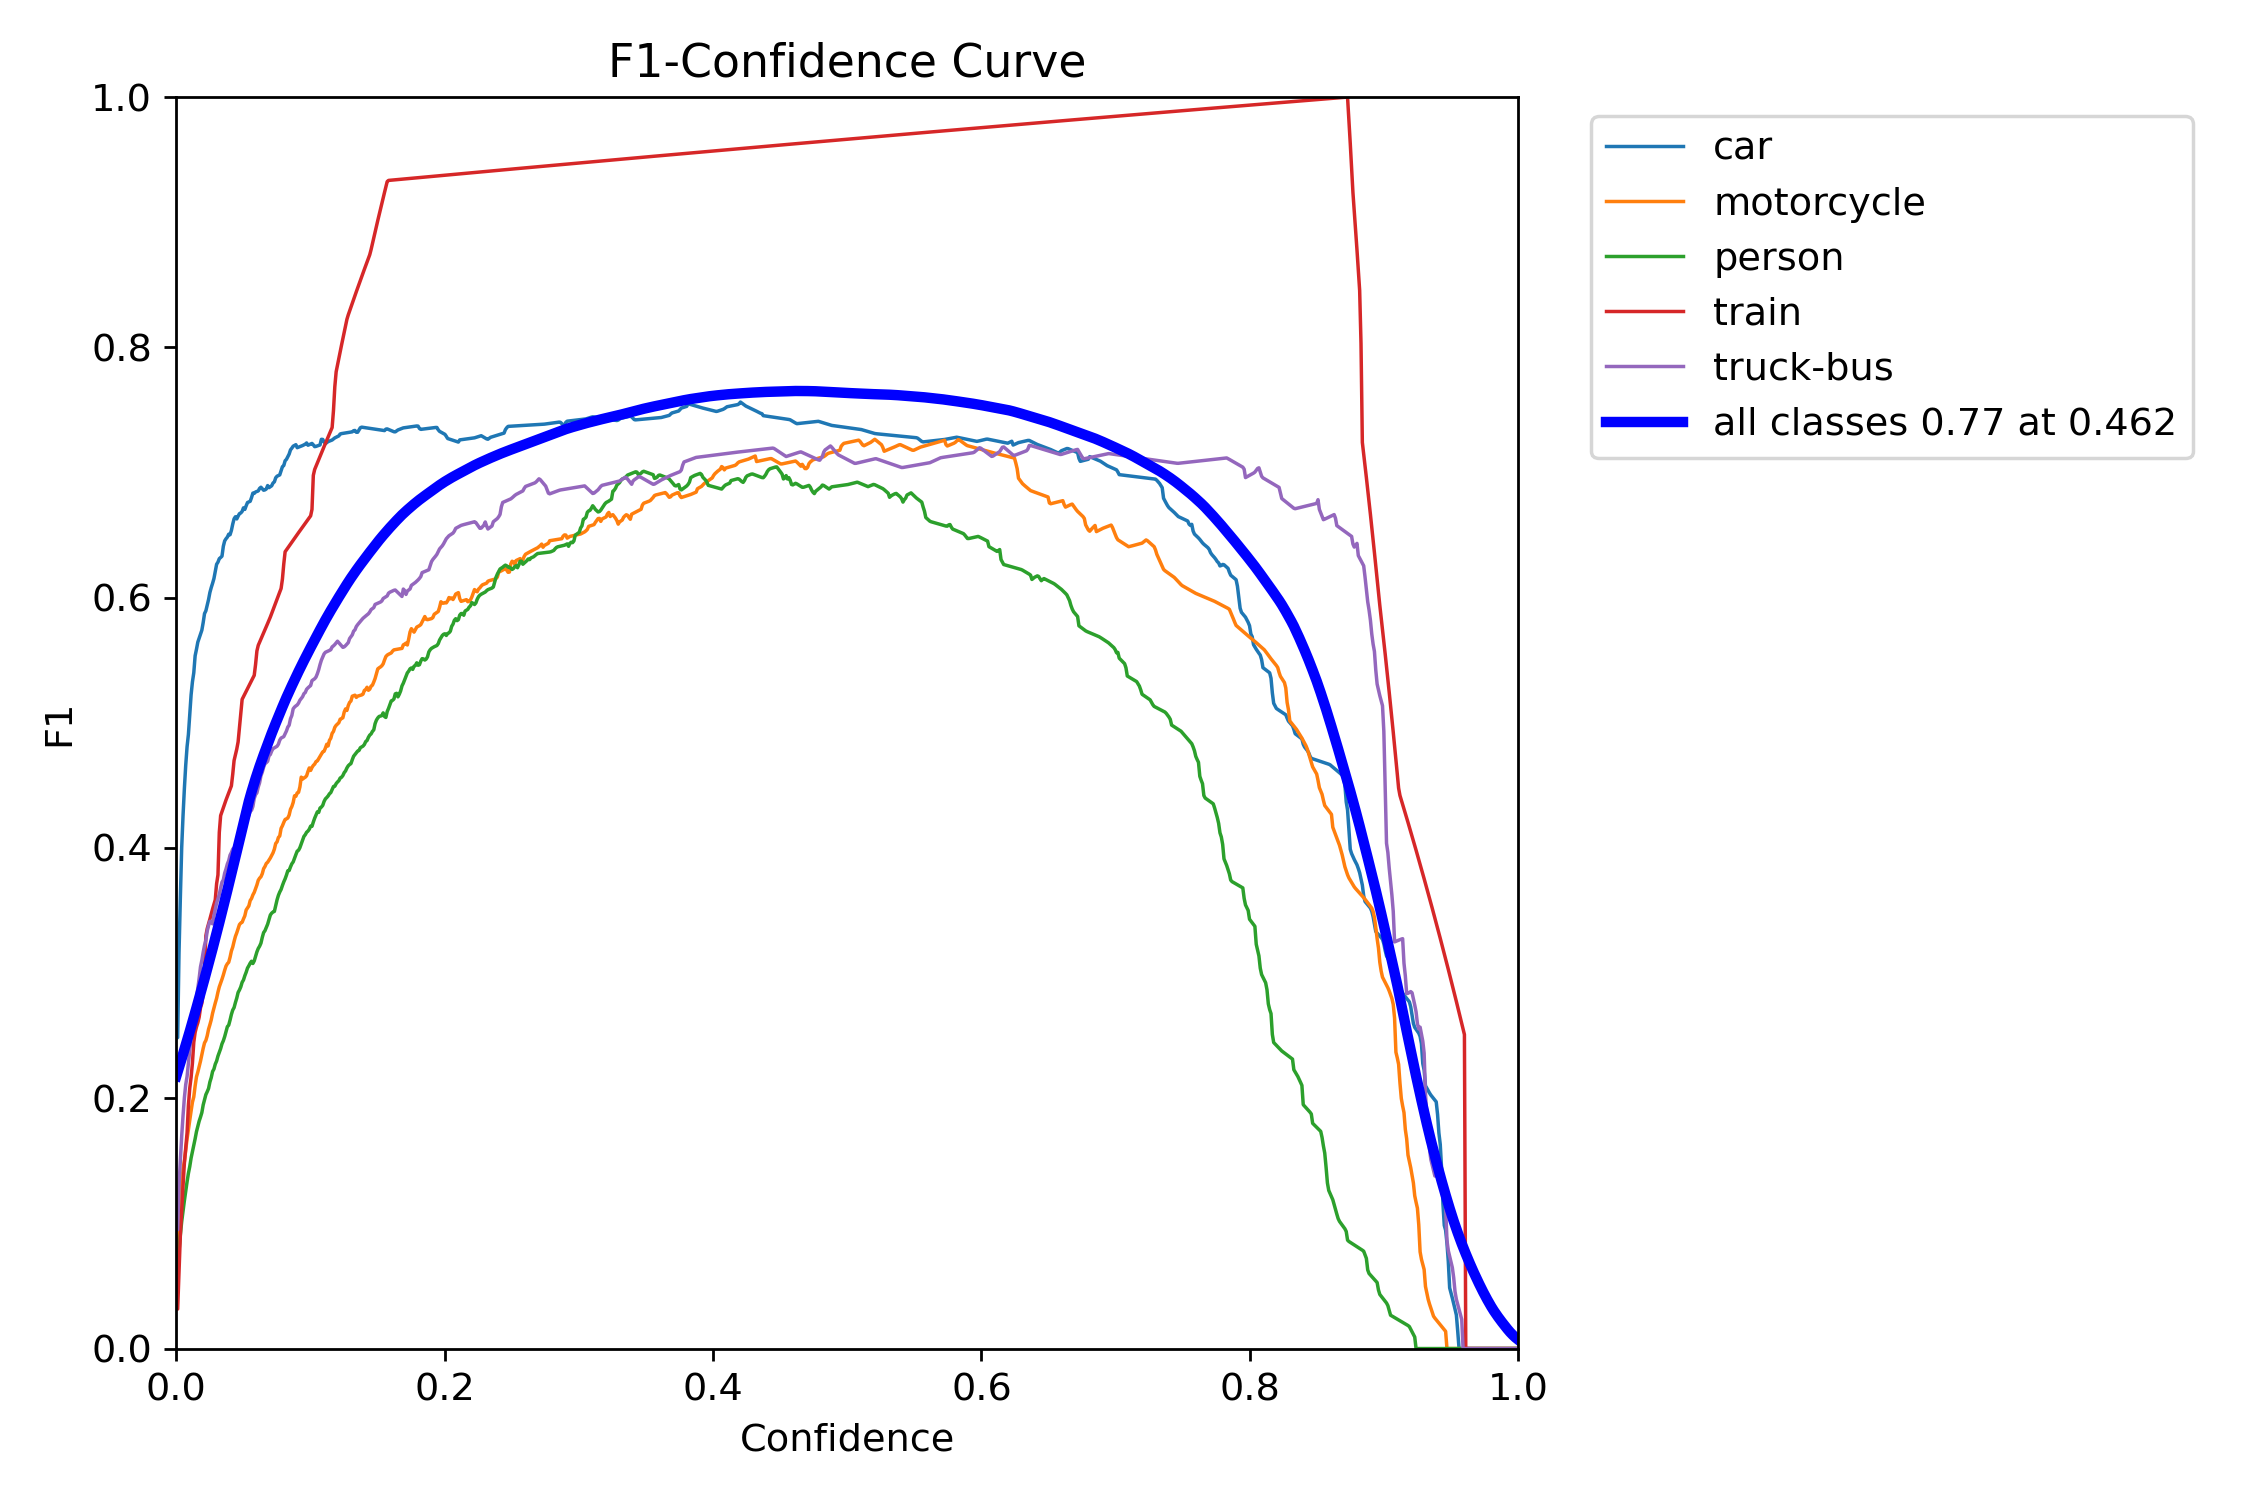 F1-Confidence Curve
1.0
0.8
0.6
0.4
0.2
0.0
F1
0.0 0.2 0.4 0.6 0.8 1.0
Confidence
car
motorcycle
person
train
truck-bus
all classes 0.77 at 0.462